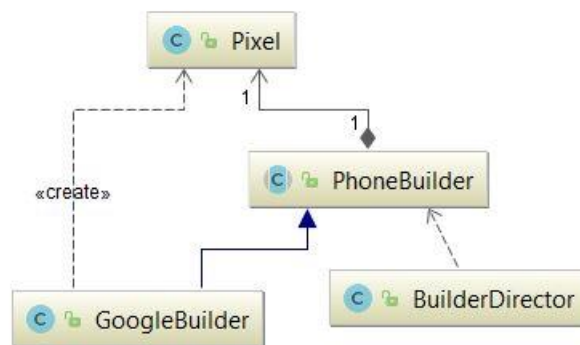 C Pixel
1
1
C PhoneBuilder
«create»
C BuilderDirector
C GoogleBuilder